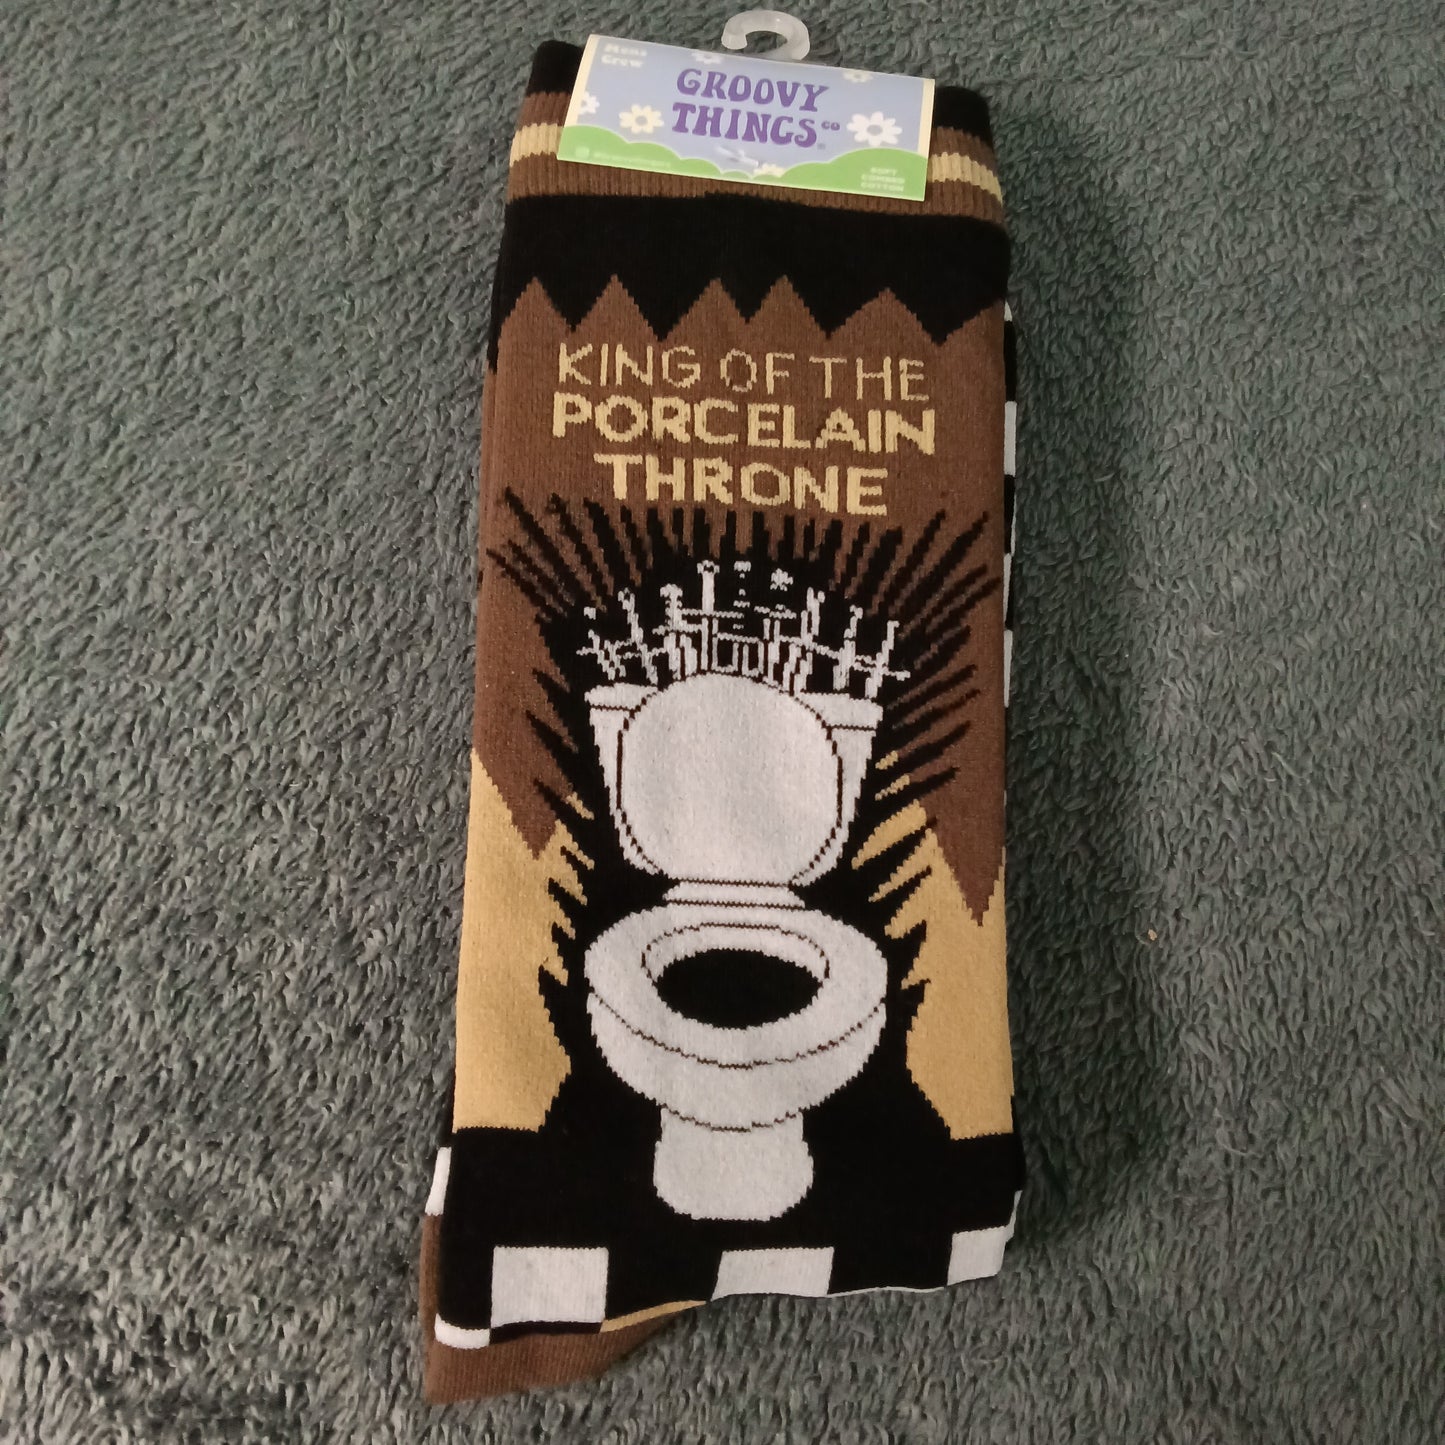 Mens
Crew
GROOVY
THINGS CO
SOFT
COMBED
COTTON
KING OF THE
PORCELAIN
THRONE